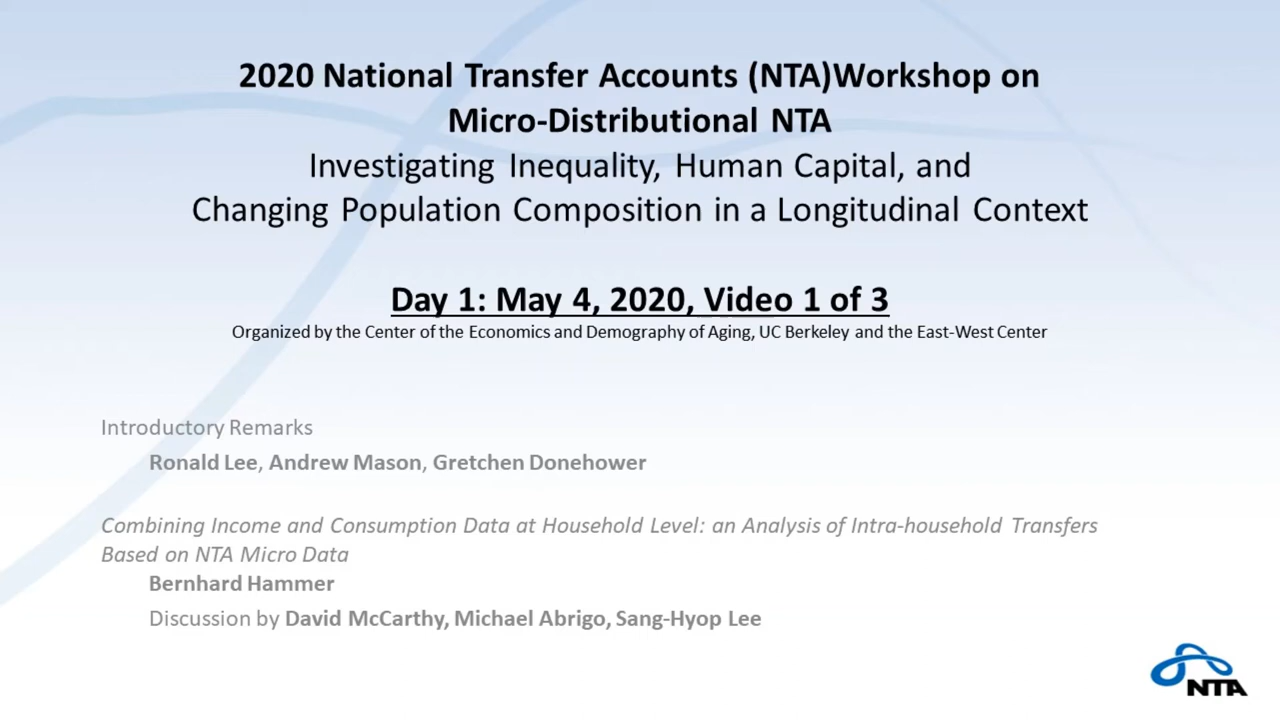 2020 National Transfer Accounts (NTA)Workshop on
Micro-Distributional NTA
Investigating Inequality, Human Capital, and
Changing Population Composition in a Longitudinal Context
Day 1: May 4, 2020, Video 1 of 3
Organized by the Center of the Economics and Demography of Aging, UC Berkeley and the East-West Center
Introductory Remarks
Ronald Lee, Andrew Mason, Gretchen Donehower
Combining Income and Consumption Data at Household Level: an Analysis of Intra-household Transfers
Based on NTA Micro Data
Bernhard Hammer
Discussion by David McCarthy, Michael Abrigo, Sang-Hyop Lee
NTA